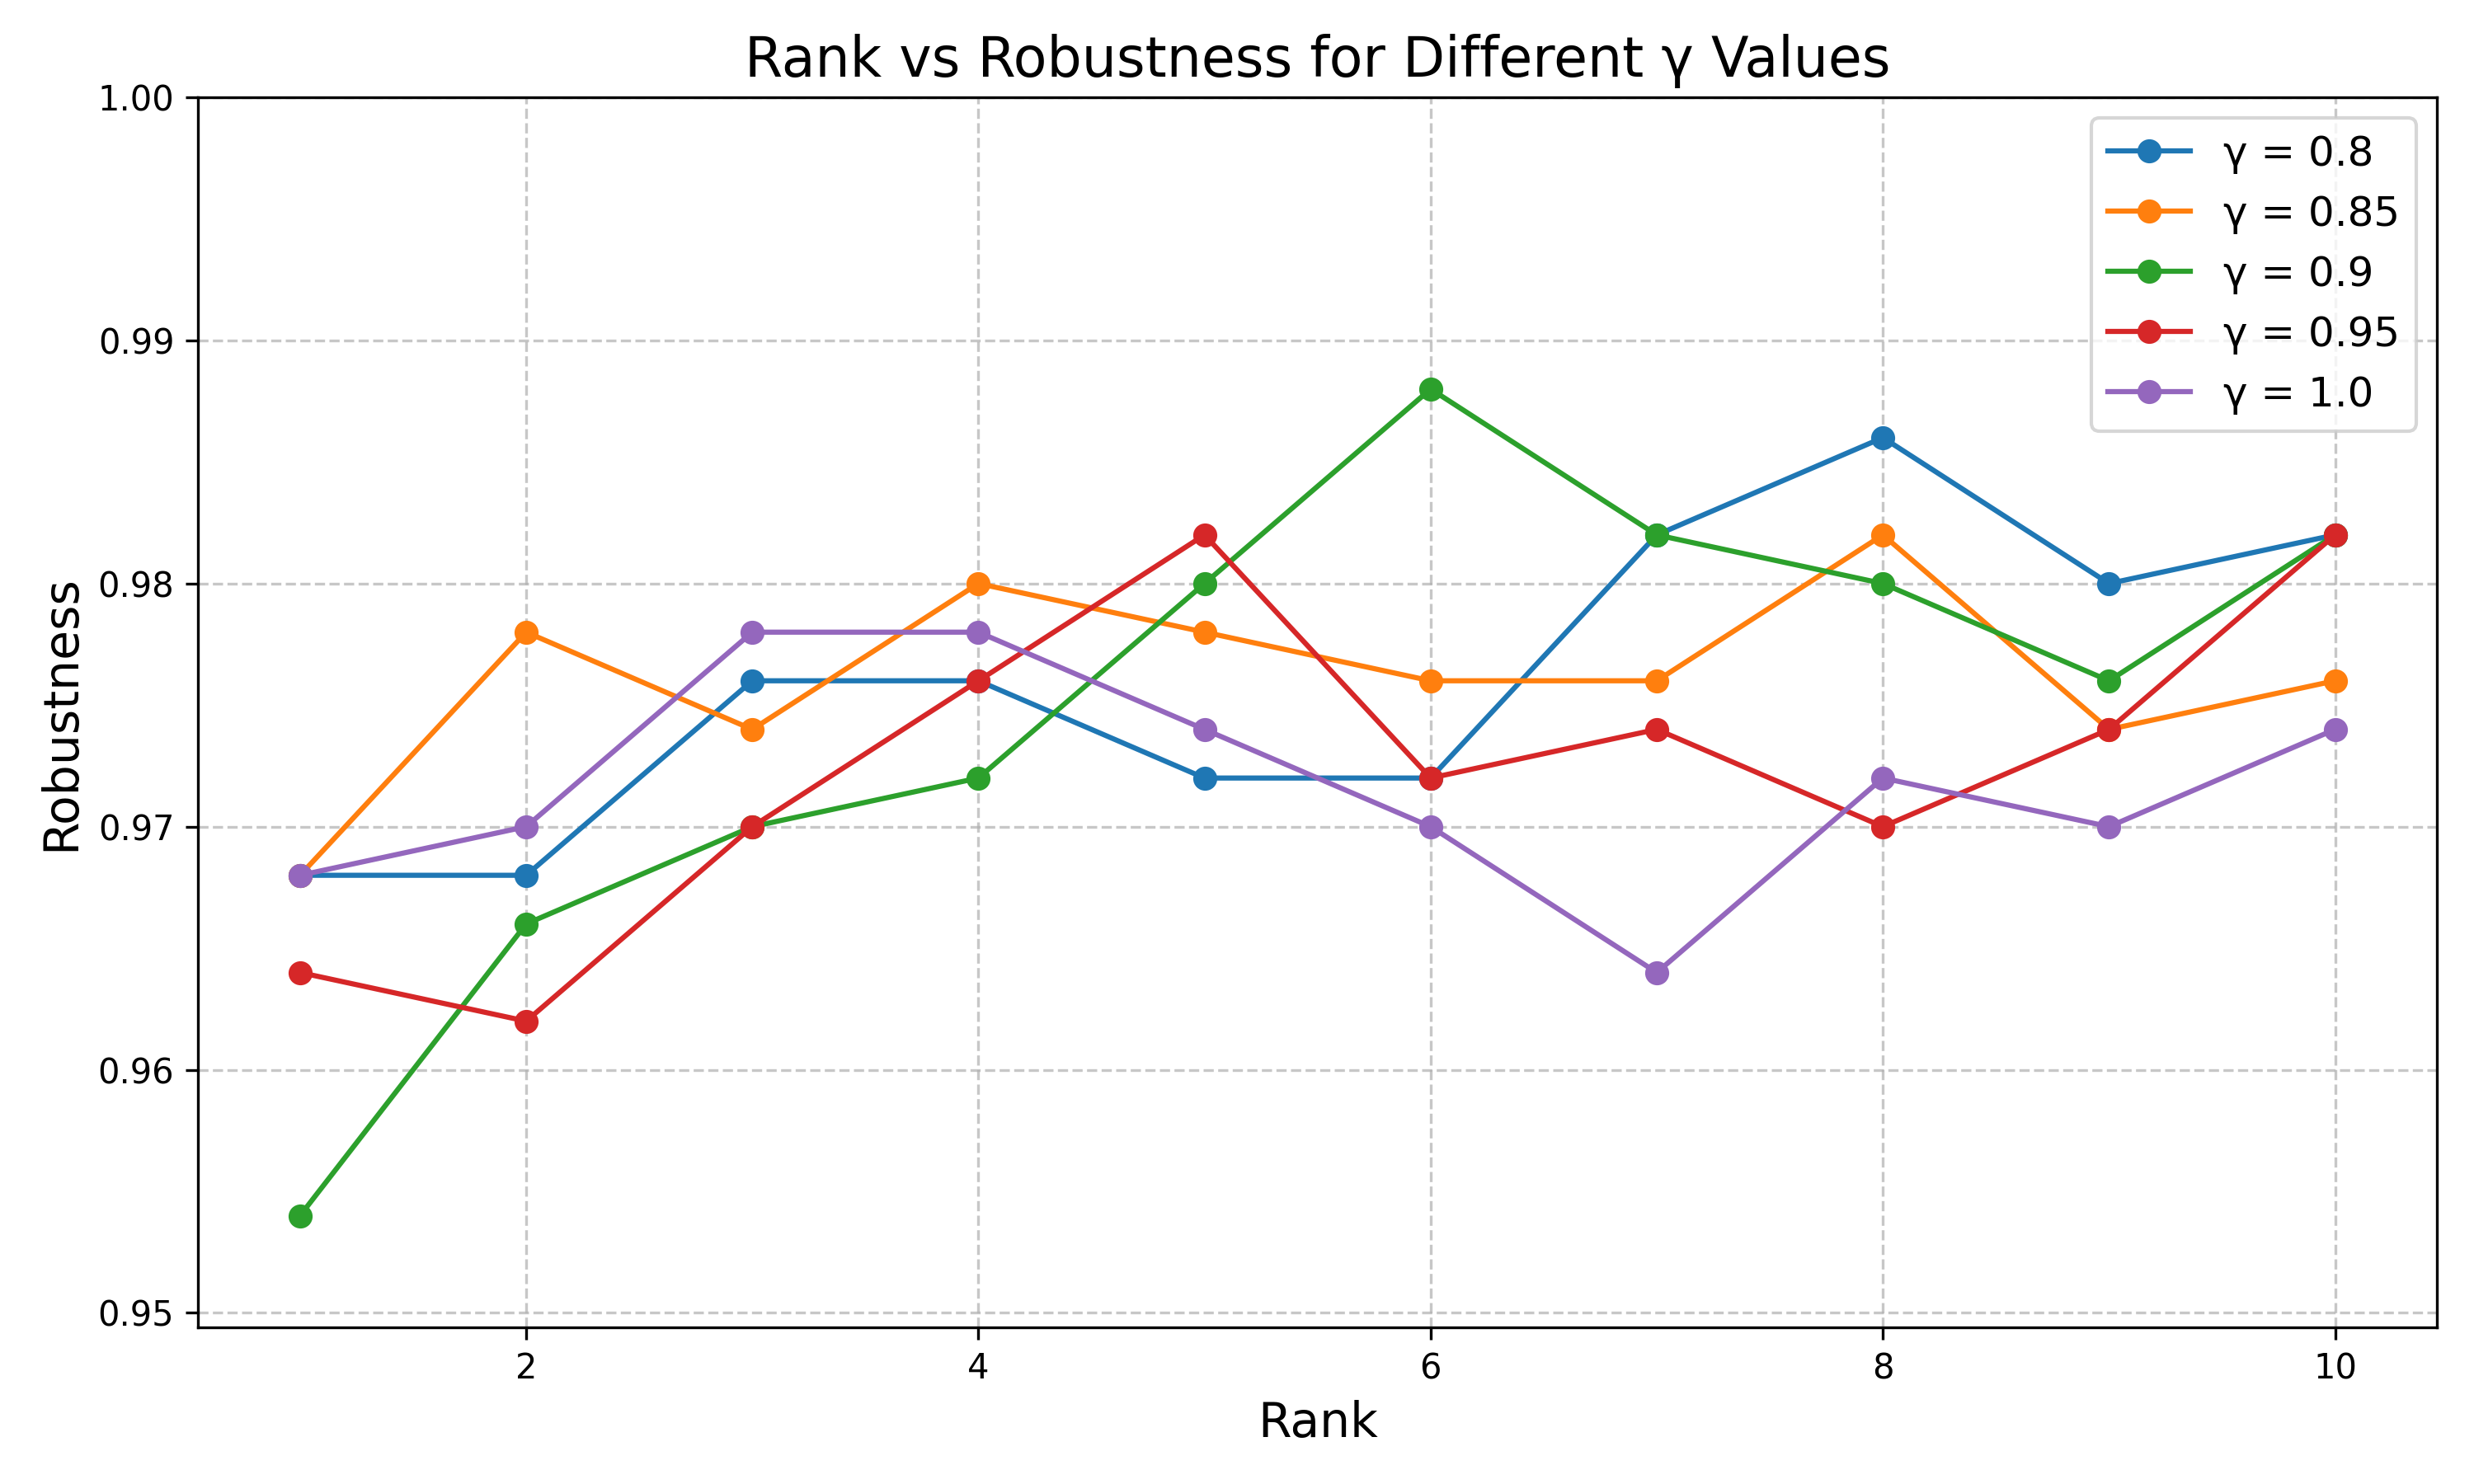 Rank vs Robustness for Different γ Values
1.00
0.99
0.98
0.97
0.96
0.95
Robustness
γ = 0.8
γ = 0.85
γ = 0.9
γ = 0.95
γ = 1.0
2 4 6 8 10
Rank